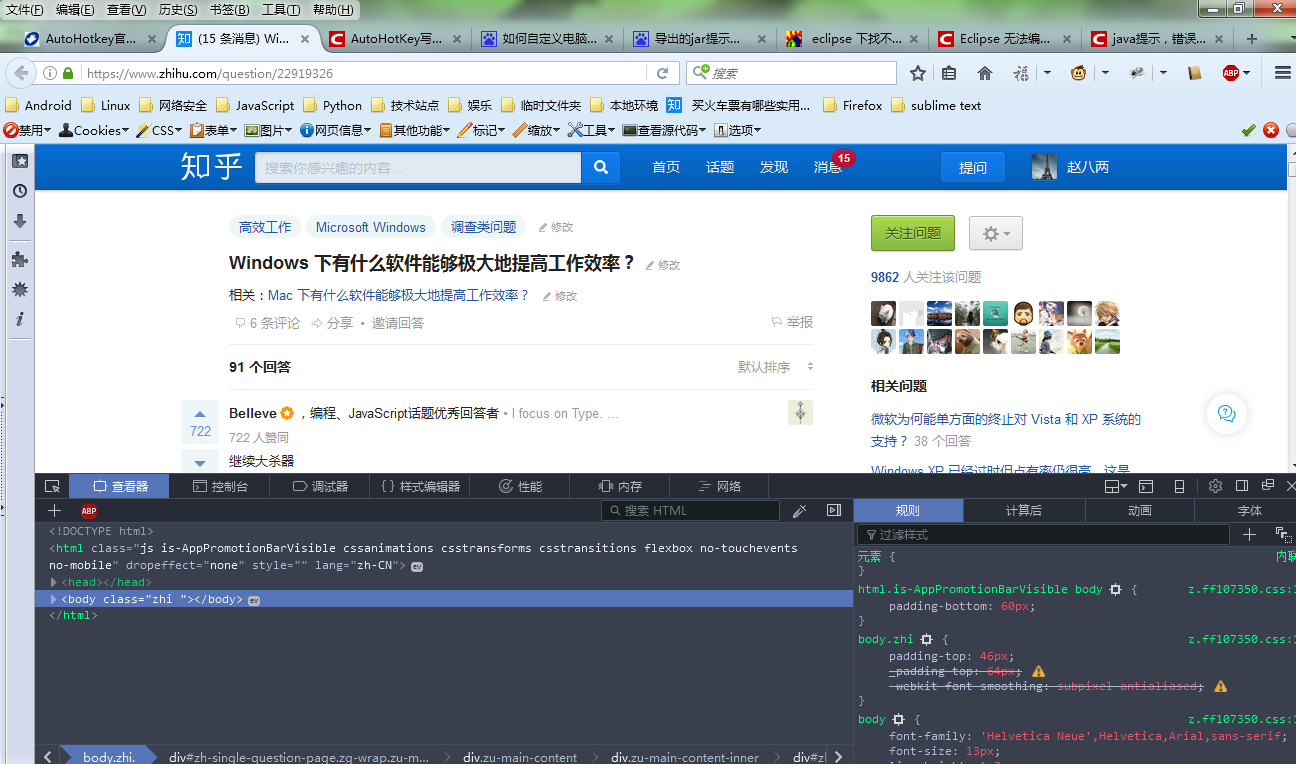 文件(F) 编辑(E) 查看(V) 历史(S) 书签(B) 工具(T) 帮助(H)
AutoHotkey官... (15 条消息) Wi... AutoHotKey写... 如何自定义电脑... 导出的jar提示... eclipse 下找不... Eclipse 无法编... java提示，错误...
https://www.zhihu.com/question/22919326 搜索 ABP
Android Linux 网络安全 JavaScript Python 技术站点 娱乐 临时文件夹 本地环境 知 买火车票有哪些实用... Firefox sublime text
禁用 Cookies CSS 表单 图片 网页信息 其他功能 标记 缩放 工具 查看源代码 选项
知乎 搜索你感兴趣的内容... 首页 话题 发现 消息 15 提问 赵八两
高效工作 Microsoft Windows 调查类问题 修改
Windows 下有什么软件能够极大地提高工作效率？ 修改
相关：Mac 下有什么软件能够极大地提高工作效率？ 修改
6 条评论 分享 • 邀请回答 举报
91 个回答 默认排序
722
Belleve ，编程、JavaScript话题优秀回答者 • I focus on Type. …
722 人赞同
继续大杀器
关注问题
9862 人关注该问题
相关问题
微软为何能单方面的终止对 Vista 和 XP 系统的
支持？ 38 个回答
Windows XP 已经过时但占有率仍很高，这是
查看器 控制台 调试器 { } 样式编辑器 性能 内存 网络
ABP 搜索 HTML
<!DOCTYPE html>
<html class="js is-AppPromotionBarVisible cssanimations csstransforms csstransitions flexbox no-touchevents
no-mobile" dropeffect="none" style="" lang="zh-CN"> ev
<head></head>
<body class="zhi "></body> ev
</html>
body.zhi. div#zh-single-question-page.zg-wrap.zu-m... div.zu-main-content div.zu-main-content-inner div#zl
规则 计算后 动画 字体
过滤样式
元素 { 内联
}
html.is-AppPromotionBarVisible body { z.ff107350.css:1
padding-bottom: 60px;
}
body.zhi { z.ff107350.css:1
padding-top: 46px;
_padding-top: 64px;
-webkit-font-smoothing: subpixel-antialiased;
}
body { z.ff107350.css:1
font-family: 'Helvetica Neue',Helvetica,Arial,sans-serif;
font-size: 13px;